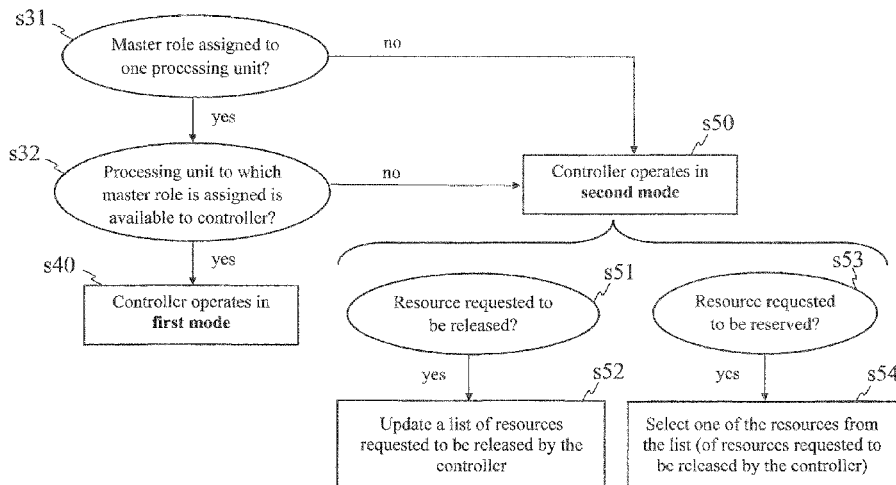 s31
Master role assigned to
one processing unit?
no
yes
s50
s32
Processing unit to which
master role is assigned is
available to controller?
no
Controller operates in
second mode
yes
s40
Controller operates in
first mode
s51
Resource requested to
be released?
s53
Resource requested
to be reserved?
yes
s52
yes
s54
Update a list of resources
requested to be released by the
controller
Select one of the resources from
the list (of resources requested to
be released by the controller)